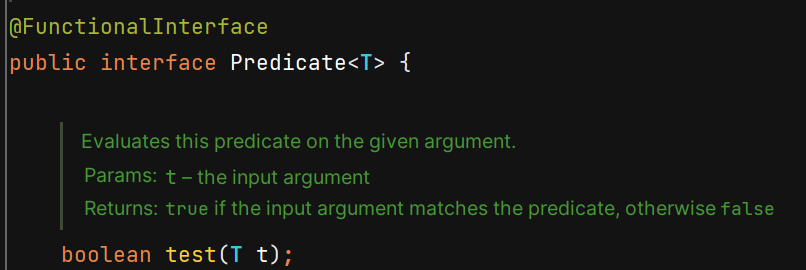 @FunctionalInterface
public interface Predicate<T> {
Evaluates this predicate on the given argument.
Params: t – the input argument
Returns: true if the input argument matches the predicate, otherwise false
boolean test(T t);